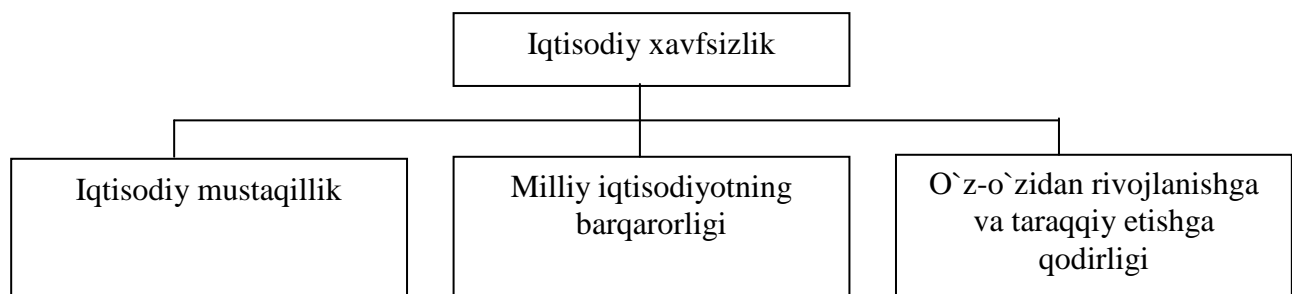 Iqtisodiy xavfsizlik
Iqtisodiy mustaqillik
Milliy iqtisodiyotning
barqarorligi
O`z-o`zidan rivojlanishga
va taraqqiy etishga
qodirligi